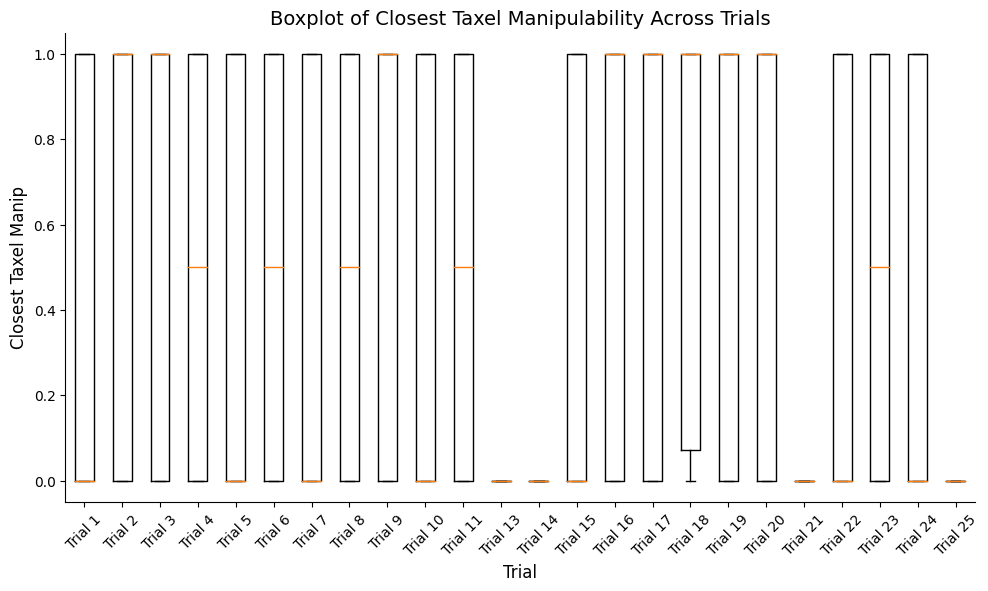 Boxplot of Closest Taxel Manipulability Across Trials
1.0
0.8
0.6
0.4
0.2
0.0
Closest Taxel Manip
Trial 1
Trial 2
Trial 3
Trial 4
Trial 5
Trial 6
Trial 7
Trial 8
Trial 9
Trial 10
Trial 11
Trial 13
Trial 14
Trial 15
Trial 16
Trial 17
Trial 18
Trial 19
Trial 20
Trial 21
Trial 22
Trial 23
Trial 24
Trial 25
Trial